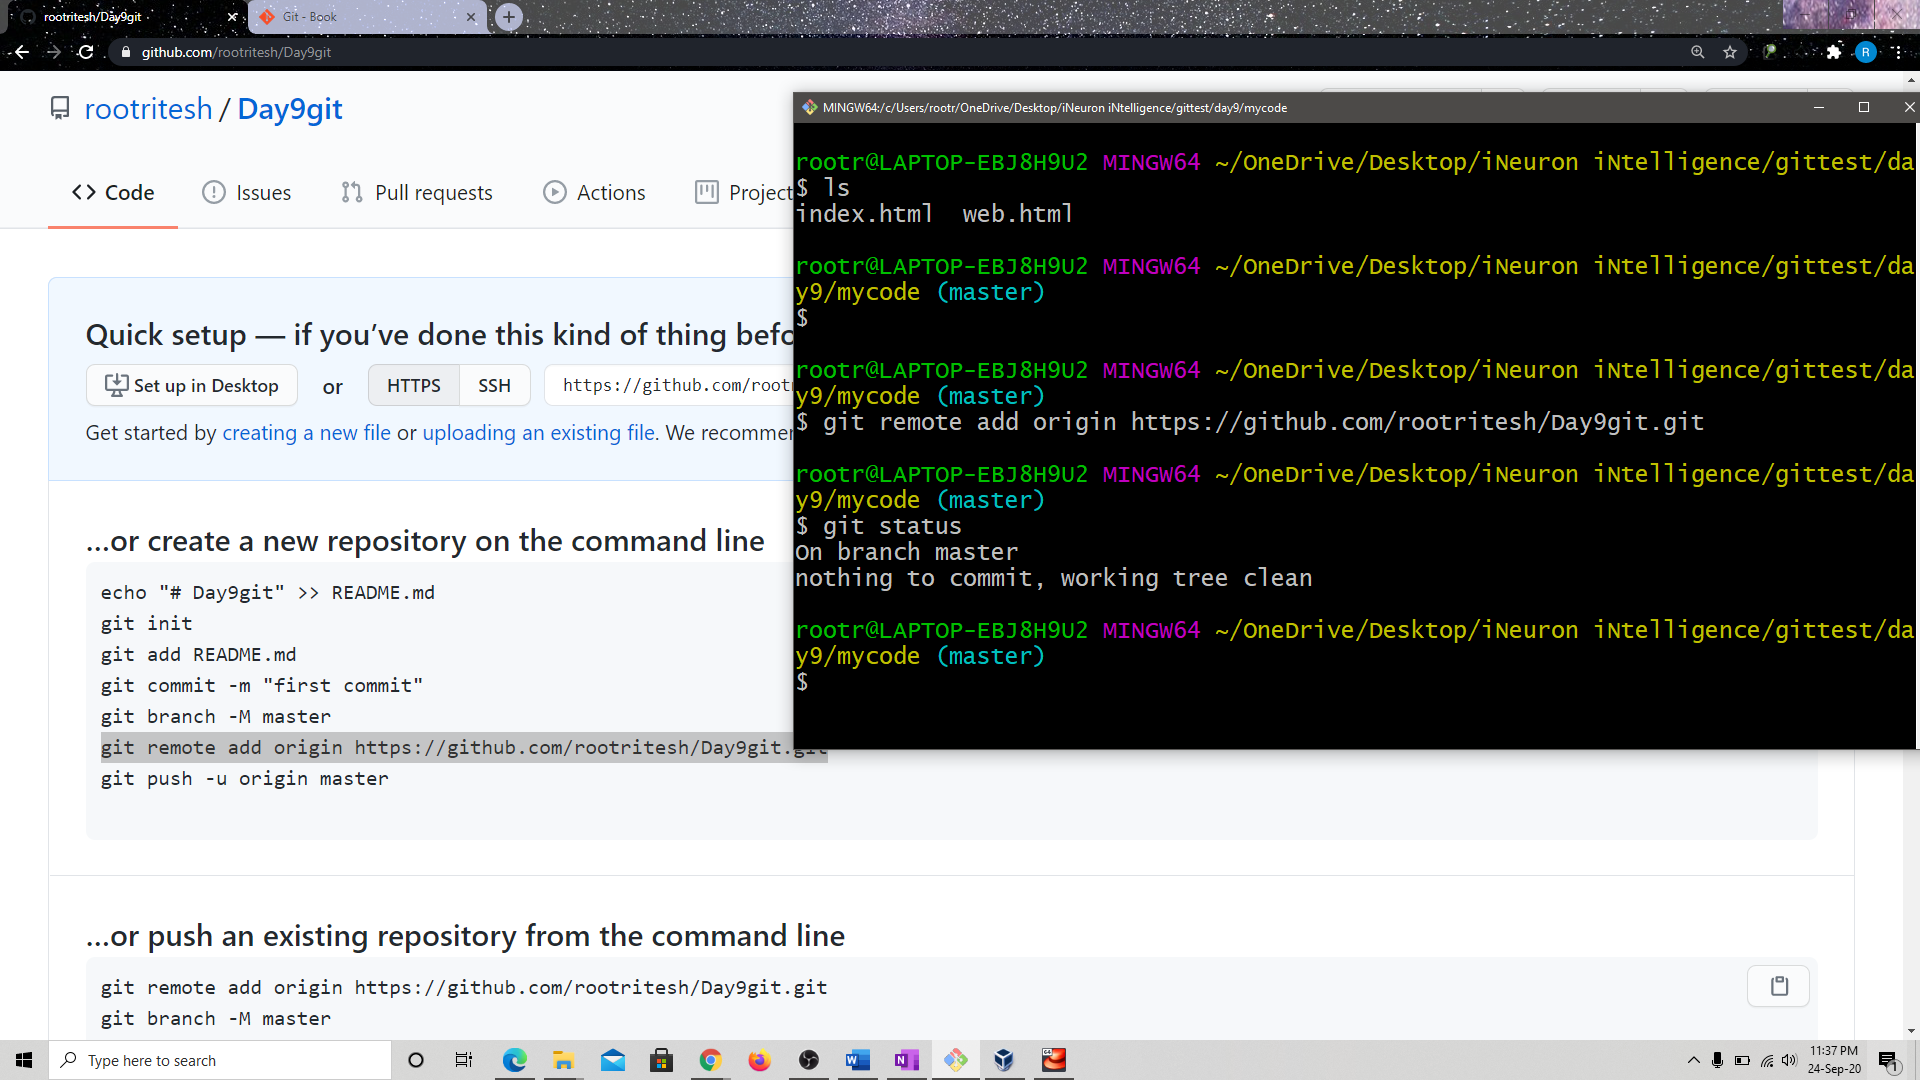 rootritesh/Day9git
Git - Book
github.com/rootritesh/Day9git
R
rootritesh / Day9git
Code
Issues
Pull requests
Actions
Project
Quick setup — if you’ve done this kind of thing befo
Set up in Desktop
or
HTTPS
SSH
https://github.com/root
Get started by creating a new file or uploading an existing file. We recommen
...or create a new repository on the command line
echo "# Day9git" >> README.md
git init
git add README.md
git commit -m "first commit"
git branch -M master
git remote add origin https://github.com/rootritesh/Day9git.git
git push -u origin master
...or push an existing repository from the command line
git remote add origin https://github.com/rootritesh/Day9git.git
git branch -M master
MINGW64:/c/Users/rootr/OneDrive/Desktop/iNeuron iNtelligence/gittest/day9/mycode
rootr@LAPTOP-EBJ8H9U2 MINGW64 ~/OneDrive/Desktop/iNeuron iNtelligence/gittest/da
$ ls
index.html  web.html
rootr@LAPTOP-EBJ8H9U2 MINGW64 ~/OneDrive/Desktop/iNeuron iNtelligence/gittest/da
y9/mycode (master)
$
rootr@LAPTOP-EBJ8H9U2 MINGW64 ~/OneDrive/Desktop/iNeuron iNtelligence/gittest/da
y9/mycode (master)
$ git remote add origin https://github.com/rootritesh/Day9git.git
rootr@LAPTOP-EBJ8H9U2 MINGW64 ~/OneDrive/Desktop/iNeuron iNtelligence/gittest/da
y9/mycode (master)
$ git status
On branch master
nothing to commit, working tree clean
rootr@LAPTOP-EBJ8H9U2 MINGW64 ~/OneDrive/Desktop/iNeuron iNtelligence/gittest/da
y9/mycode (master)
$
Type here to search
11:37 PM
24-Sep-20
1